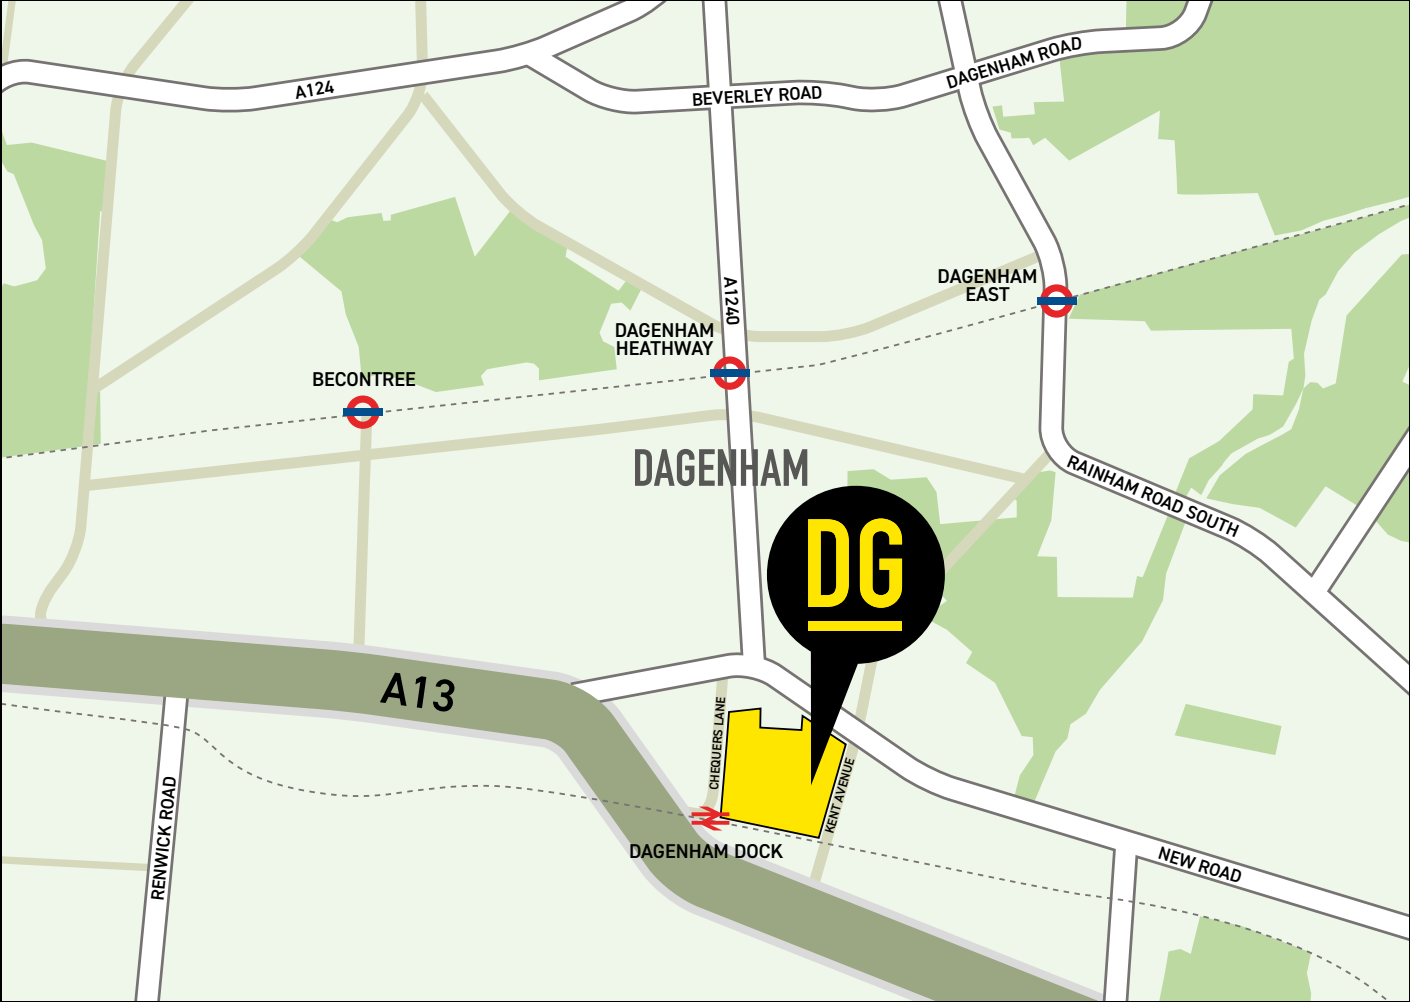 DAGENHAM ROAD
A124
BEVERLEY ROAD
DAGENHAM
EAST
A1240
DAGENHAM
HEATHWAY
BECONTREE
DAGENHAM
RAINHAM ROAD SOUTH
DG
A13
CHEQUERS LANE
KENT AVENUE
RENWICK ROAD
DAGENHAM DOCK
NEW ROAD